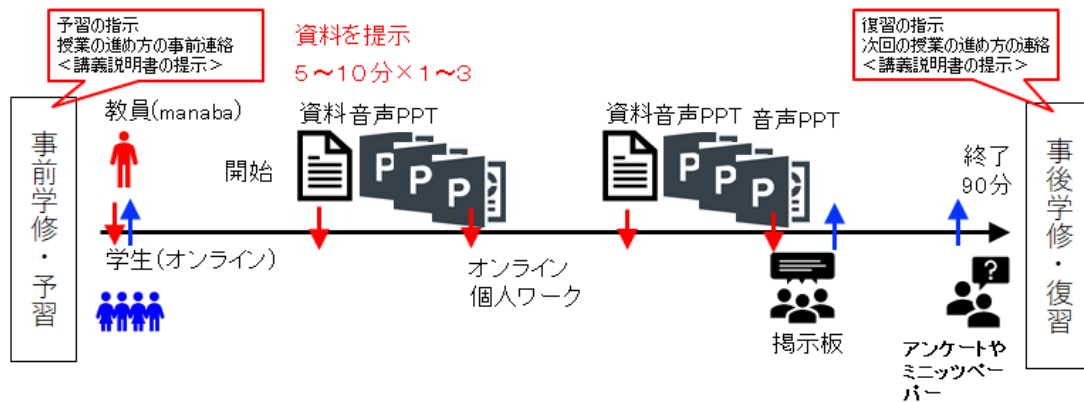 予習の指示
授業の進め方の事前連絡
<講義説明書の提示>
資料を提示
5～10分×1～3
復習の指示
次回の授業の進め方の連絡
<講義説明書の提示>
事前学修・予習
教員(manaba)
開始
資料 音声PPT
P P P
資料 音声PPT
P P P
音声PPT
終了
90分
事後学修・復習
学生(オンライン)
オンライン
個人ワーク
掲示板
?
アンケートや
ミニッツペー
パー